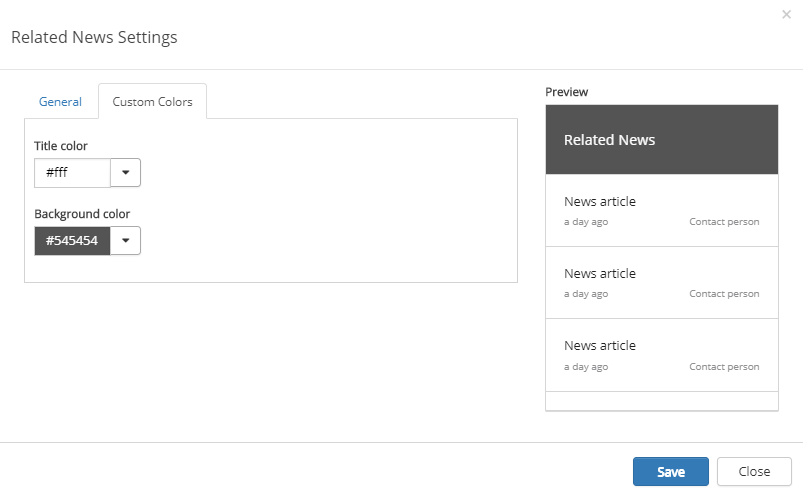 ×
Related News Settings
General
Custom Colors
Title color
#fff
Background color
#545454
Preview
Related News
News article
a day ago Contact person
News article
a day ago Contact person
News article
a day ago Contact person
Save Close